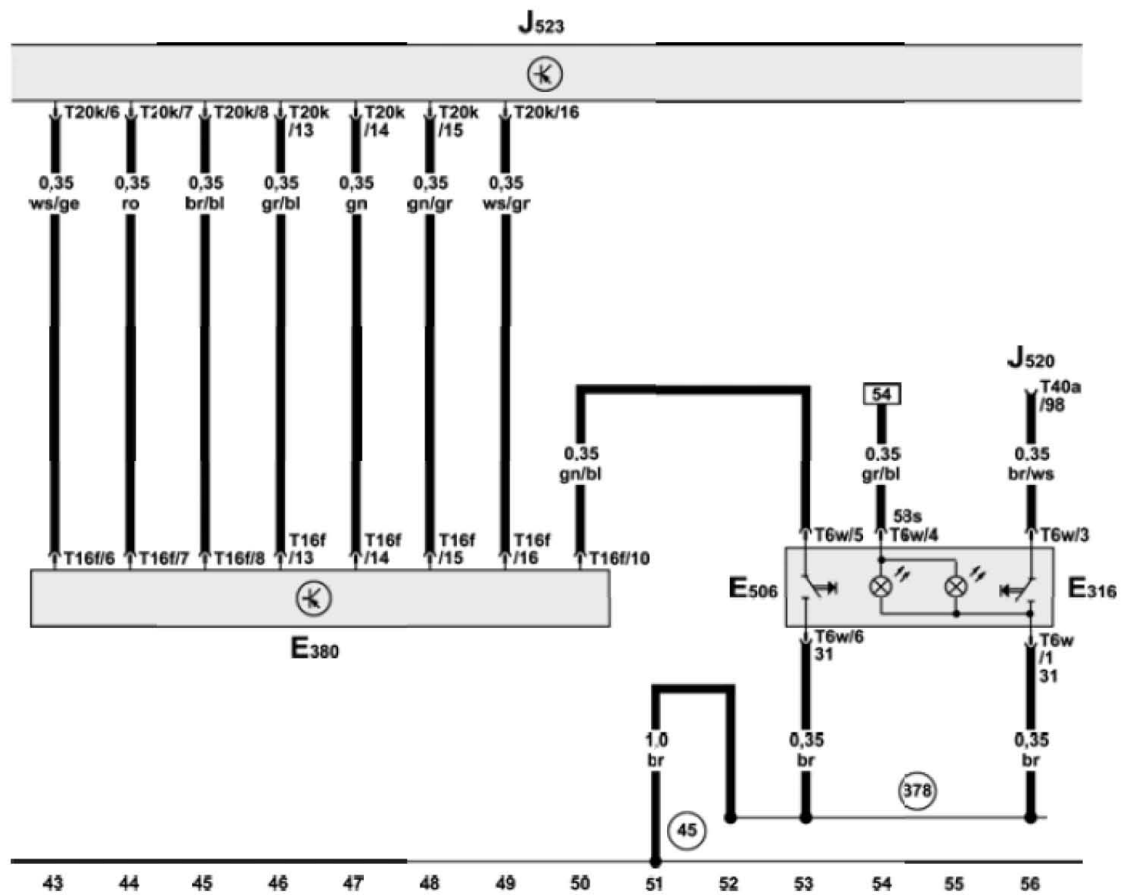 J523
T20k/6 T20k/7 T20k/8 T20k T20k T20k T20k/16
/13 /14 /15
0,35 0,35 0,35 0,35 0,35 0,35 0,35
ws/ge ro br/bl gr/bl gn gn/gr ws/gr
J520
54 T40a
/98
0,35 0,35 0,35
gn/bl gr/bl br/ws
58s
T6w/5 T6w/4 T6w/3
T16f T16f T16f T16f
T16f/6 T16f/7 T16f/8 /13 /14 /15 /16 T16f/10
E506 E316
E380
T6w/6 T6w
31 /1
31
1,0 0,35 0,35
br br br
378
45
43 44 45 46 47 48 49 50 51 52 53 54 55 56